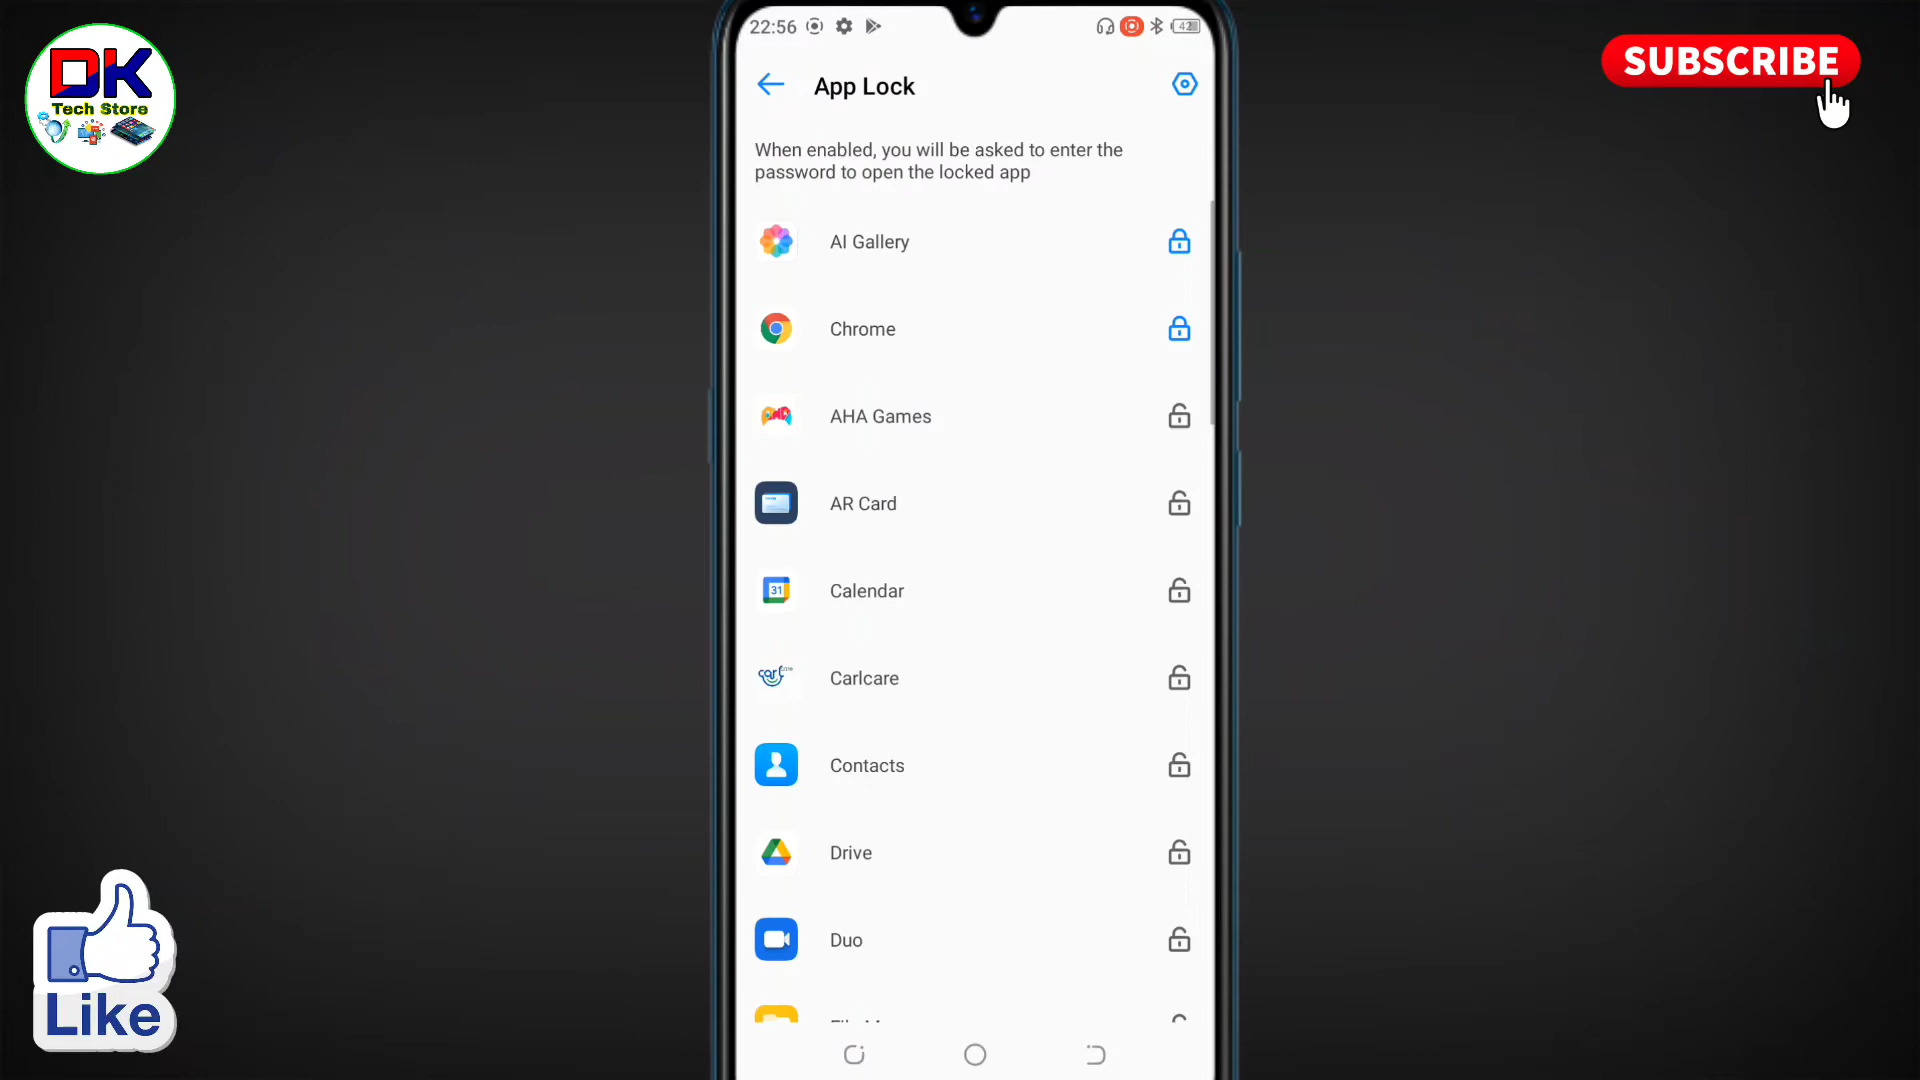 DK
Tech Store
SUBSCRIBE
22:56
42
App Lock
When enabled, you will be asked to enter the
password to open the locked app
AI Gallery
Chrome
AHA Games
AR Card
31
Calendar
Carlcare
Contacts
Drive
Duo
Like